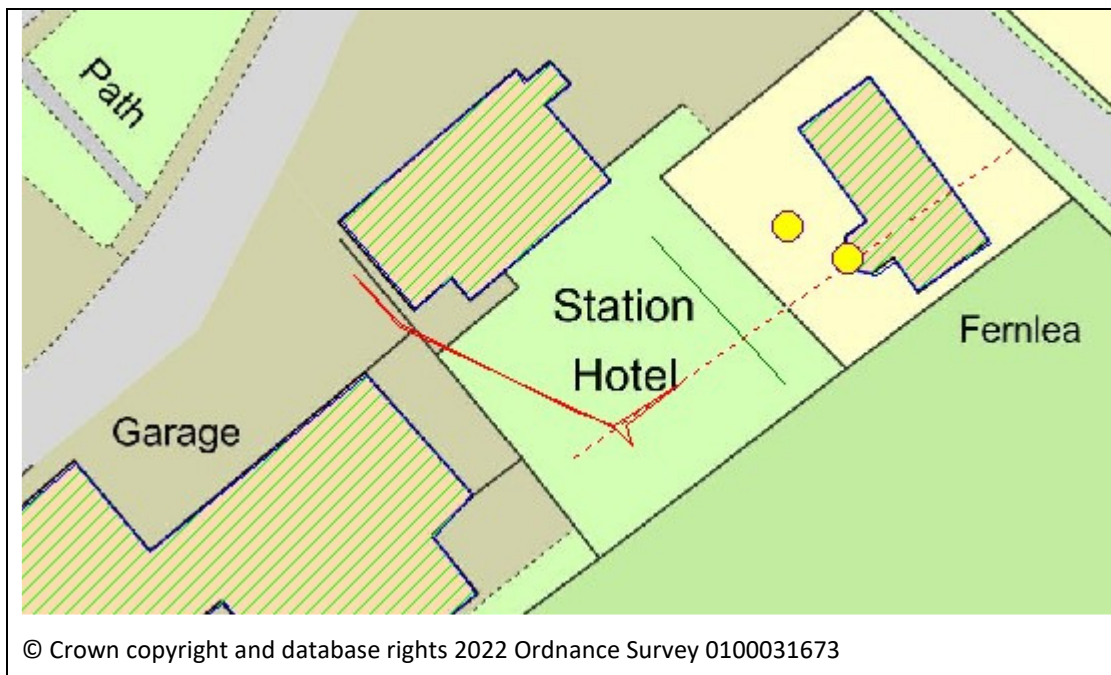 Path
Station
Hotel
Fernlea
Garage
© Crown copyright and database rights 2022 Ordnance Survey 0100031673